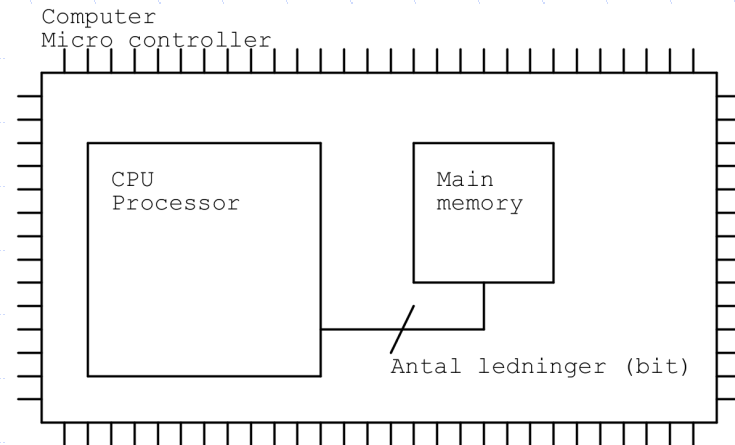 Computer
Micro controller
CPU
Processor
Main
memory
Antal ledninger (bit)